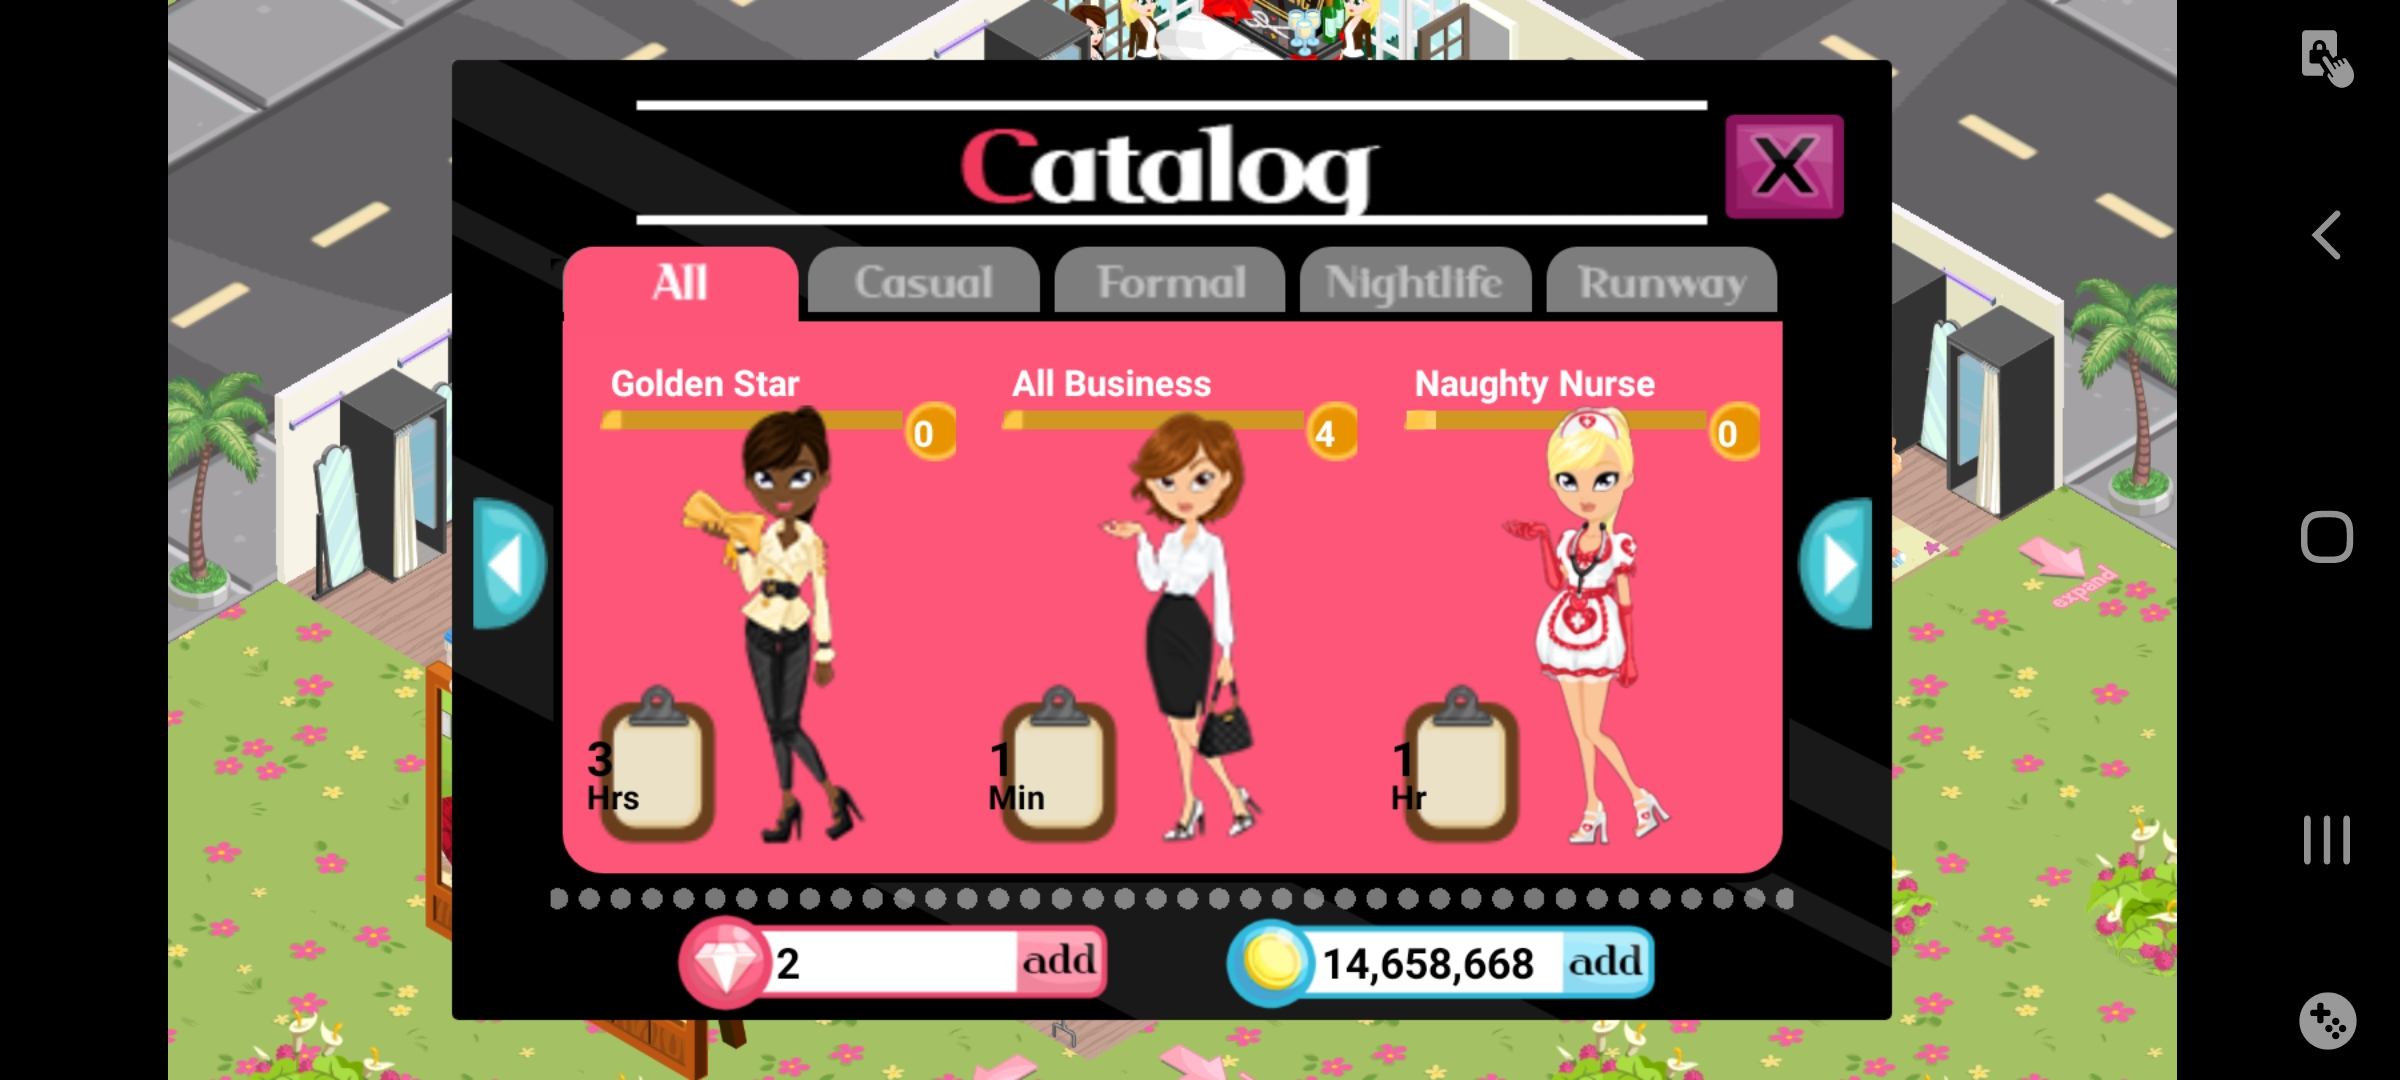 Catalog
X
All
Casual
Formal
Nightlife
Runway
Golden Star
0
All Business
4
Naughty Nurse
0
3
Hrs
1
Min
1
Hr
expand
2
add
14,658,668
add